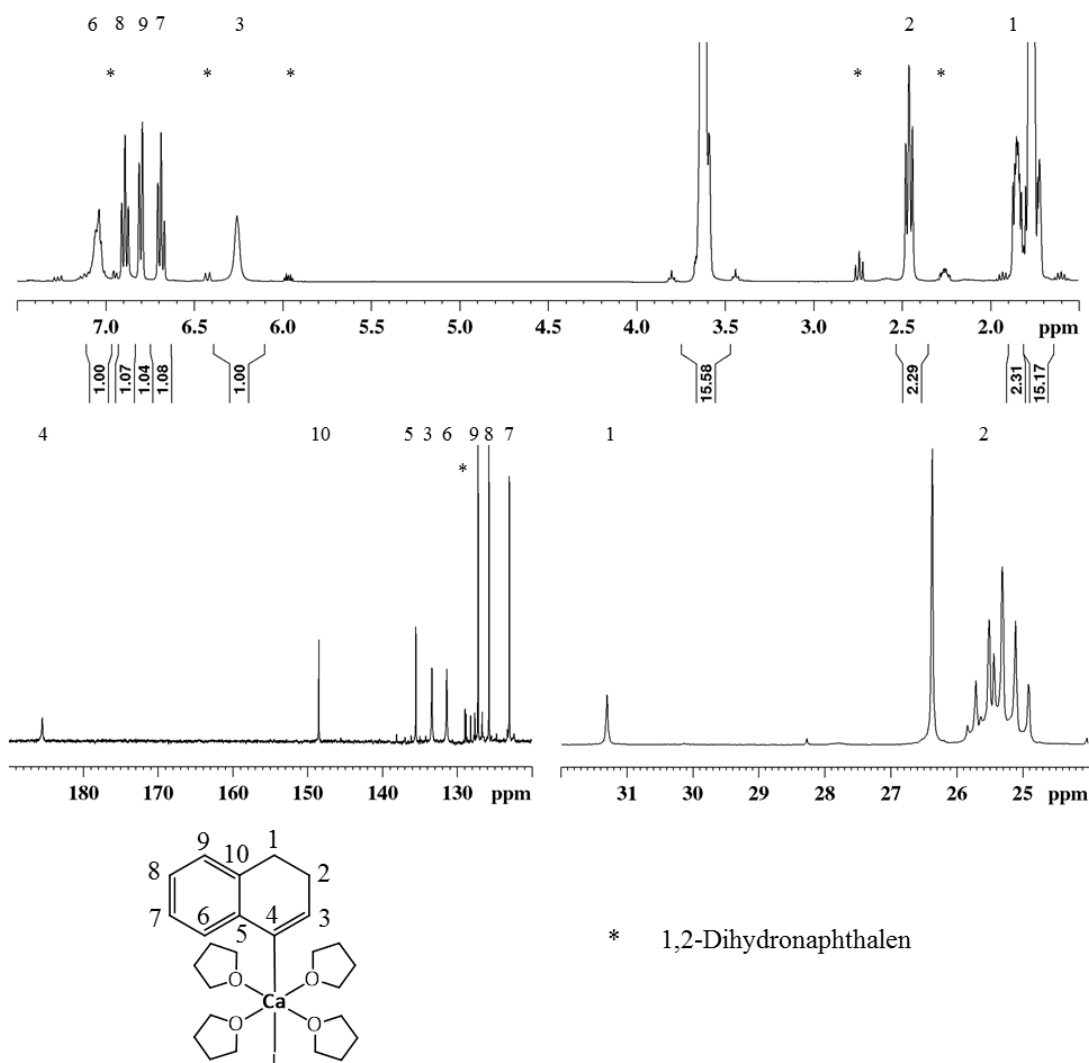 6 8 9 7 3 2 1
* * * * *
7.0 6.5 6.0 5.5 5.0 4.5 4.0 3.5 3.0 2.5 2.0 ppm
1.00 1.07 1.04 1.08 1.00 15.58 2.29 2.31 15.17
4 10 5 3 6 9 8 7 1 2
*
180 170 160 150 140 130 ppm 31 30 29 28 27 26 25 ppm
9 10 1
8 2
7 6 5 4 3
O O
Ca
O O
I
* 1,2-Dihydronaphthalen